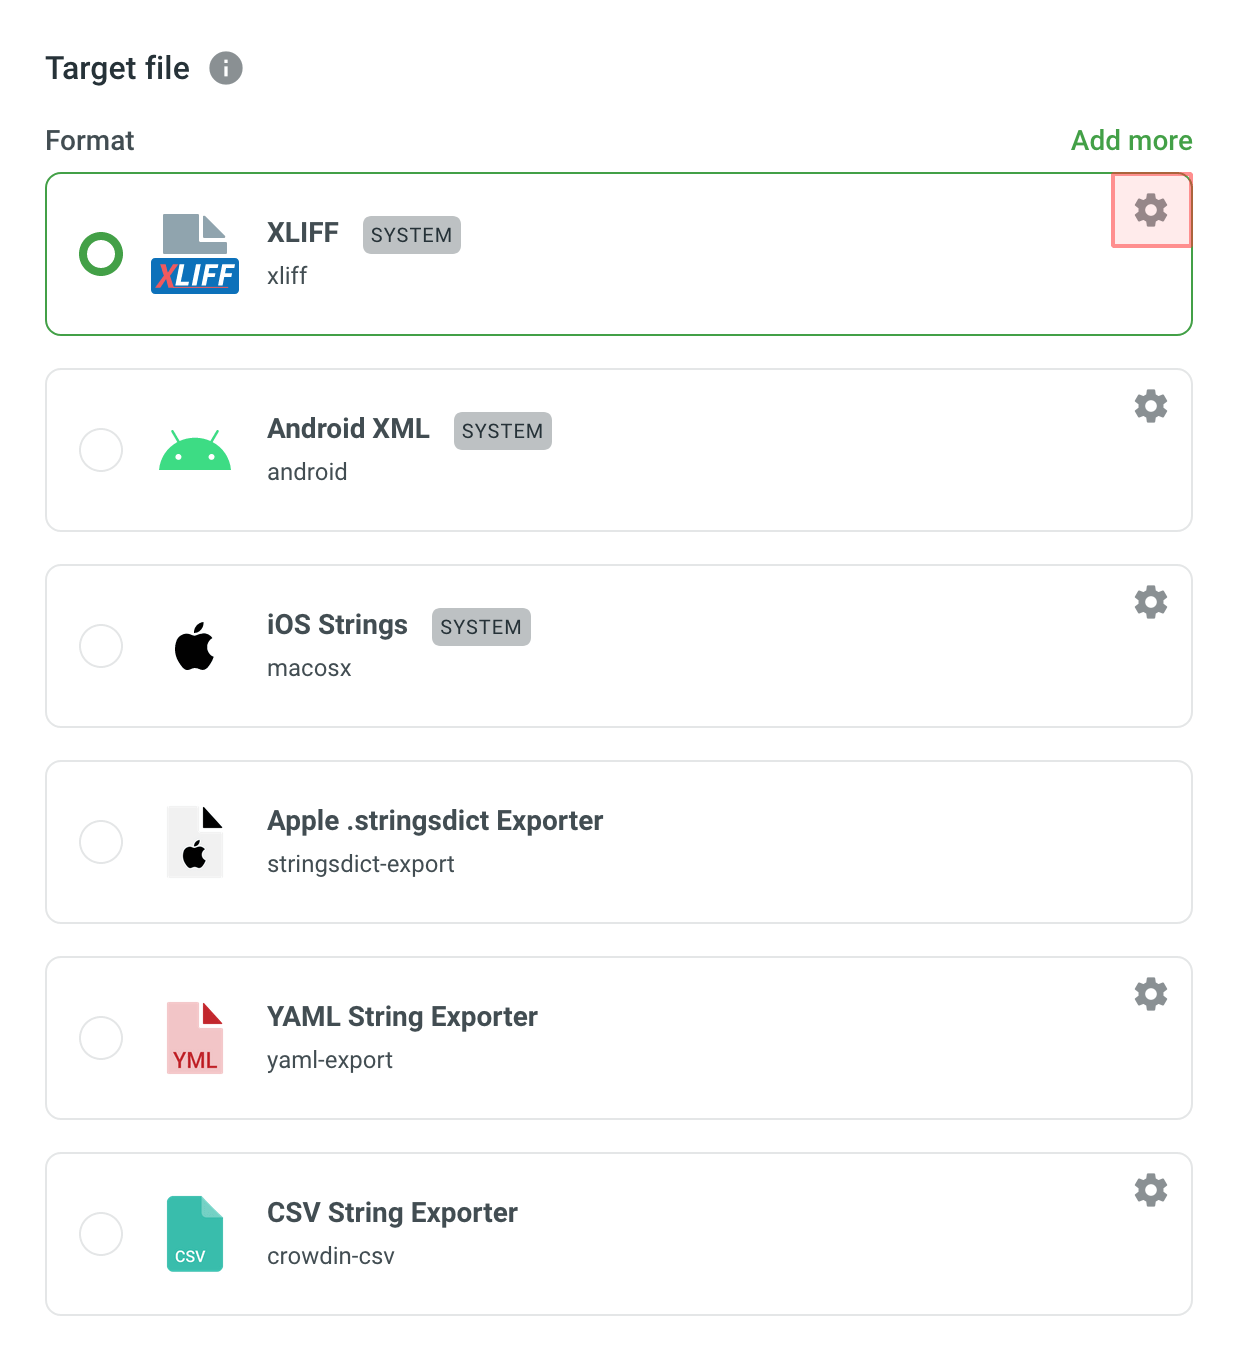 Target file
Format
Add more
XLIFF SYSTEM
XLIFF
xliff
Android XML SYSTEM
android
iOS Strings SYSTEM
macosx
Apple .stringsdict Exporter
stringsdict-export
YAML String Exporter
YML
yaml-export
CSV String Exporter
CSV
crowdin-csv